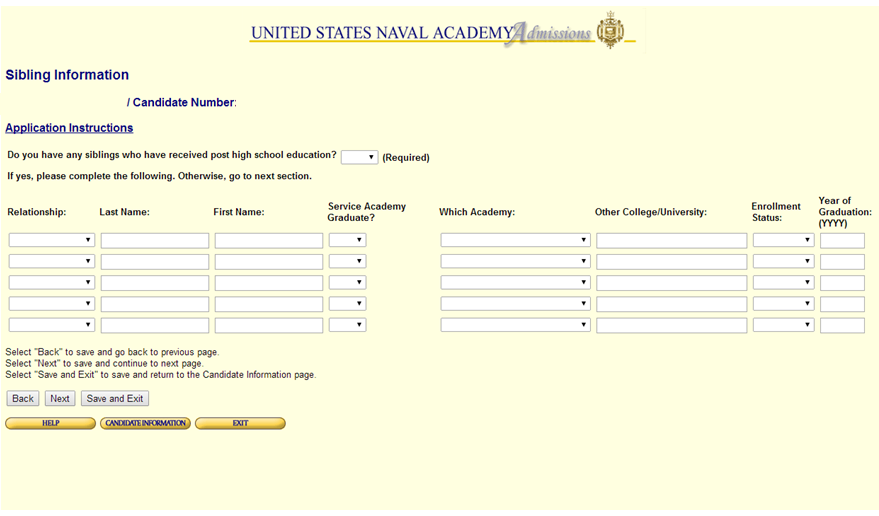 UNITED STATES NAVAL ACADEMY Admissions
Sibling Information
/ Candidate Number:
Application Instructions
Do you have any siblings who have received post high school education? (Required)
If yes, please complete the following. Otherwise, go to next section.
Relationship: Last Name: First Name: Service Academy Graduate? Which Academy: Other College/University: Enrollment Status: Year of Graduation: (YYYY)
Select "Back" to save and go back to previous page.
Select "Next" to save and continue to next page.
Select "Save and Exit" to save and return to the Candidate Information page.
Back Next Save and Exit
HELP CANDIDATE INFORMATION EXIT